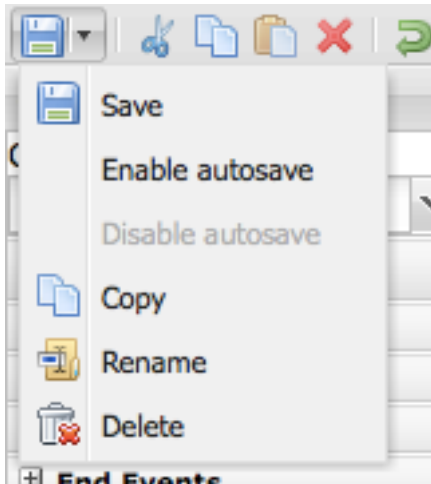 Save
Enable autosave
Disable autosave
Copy
Rename
Delete
End Events